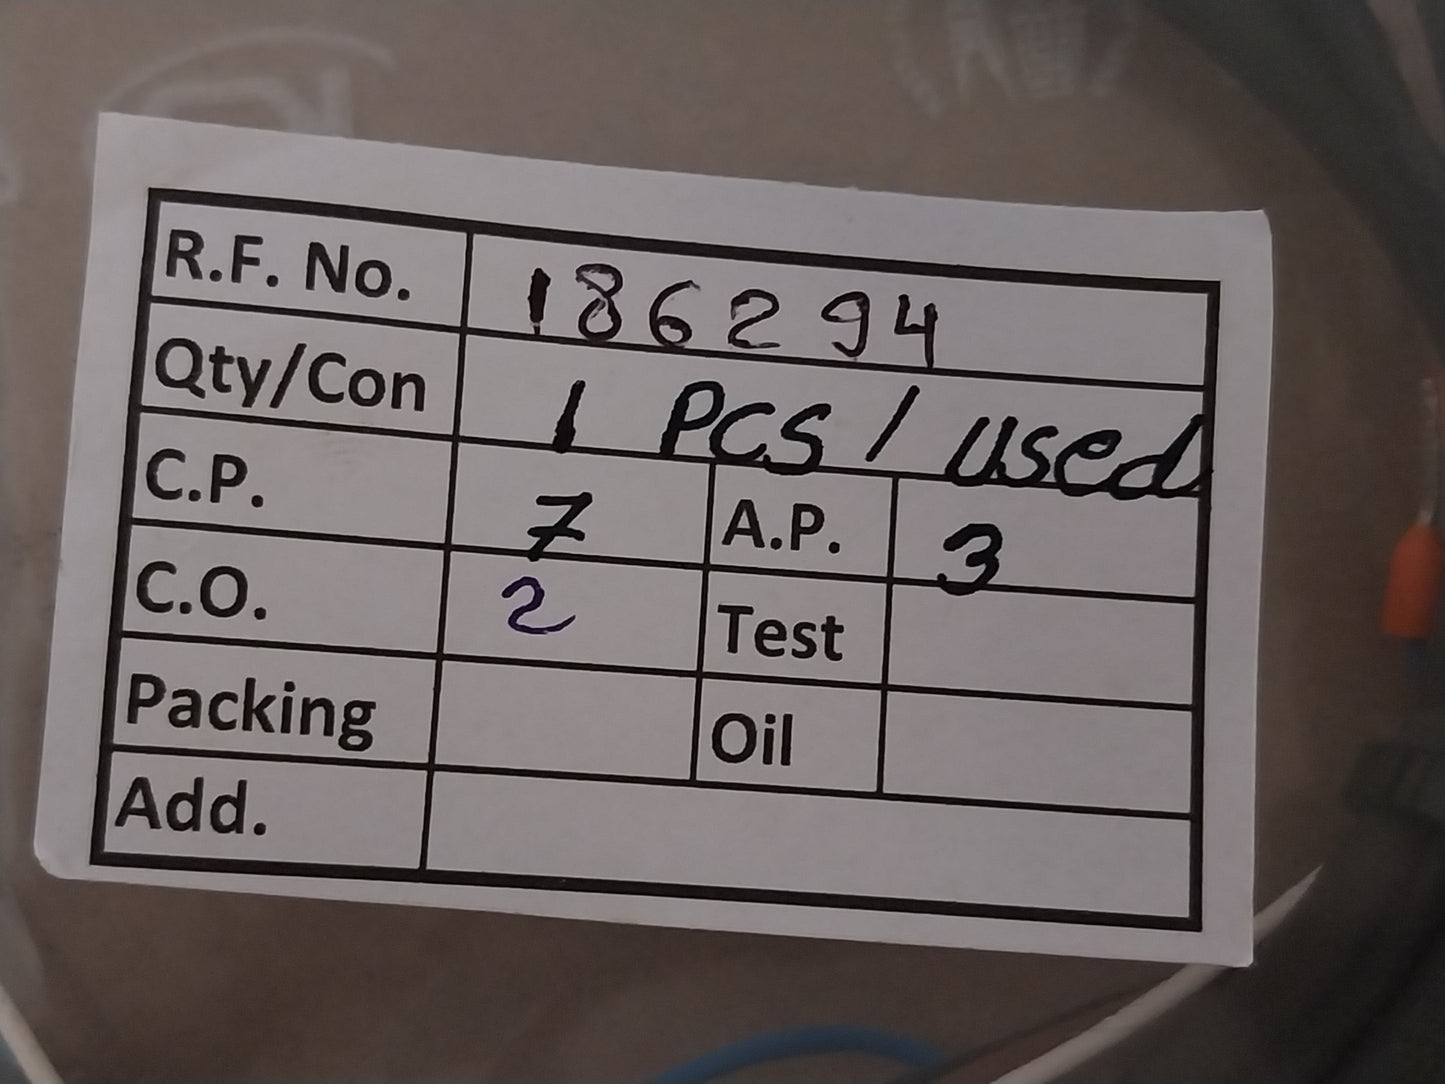 R.F. No. 186294
Qty/Con 1 PCS / used
C.P. 7 A.P. 3
C.O. 2 Test
Packing Oil
Add.